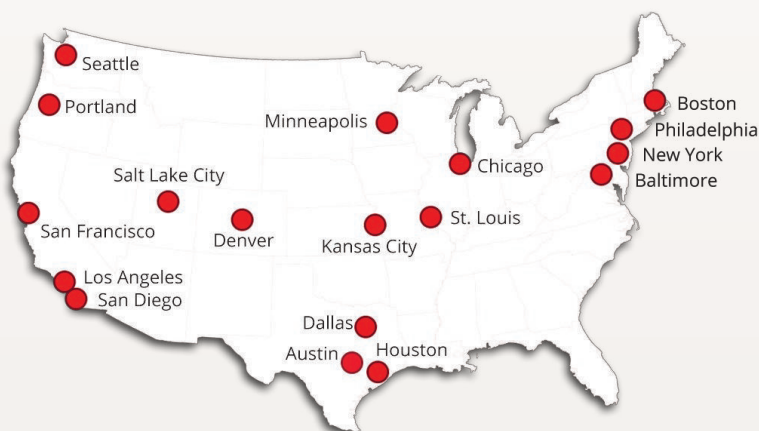 Seattle
Portland
Minneapolis
Boston
Philadelphia
New York
Chicago
Baltimore
Salt Lake City
San Francisco
Denver
Kansas City
St. Louis
Los Angeles
San Diego
Dallas
Austin
Houston